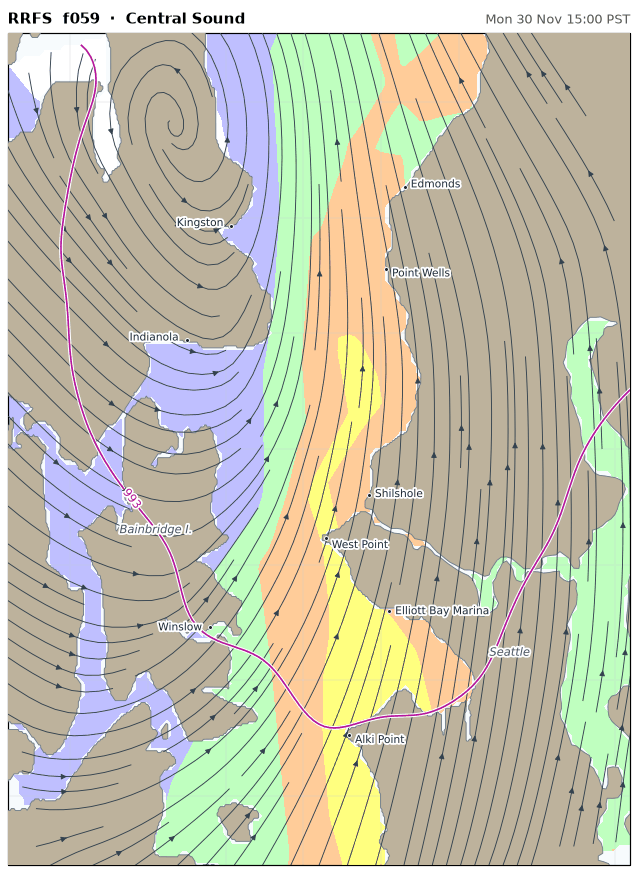 RRFS f059 · Central Sound
Mon 30 Nov 15:00 PST
Edmonds
Kingston
Point Wells
Indianola
993
Shilshole
Bainbridge I.
West Point
Elliott Bay Marina
Winslow
Seattle
Alki Point